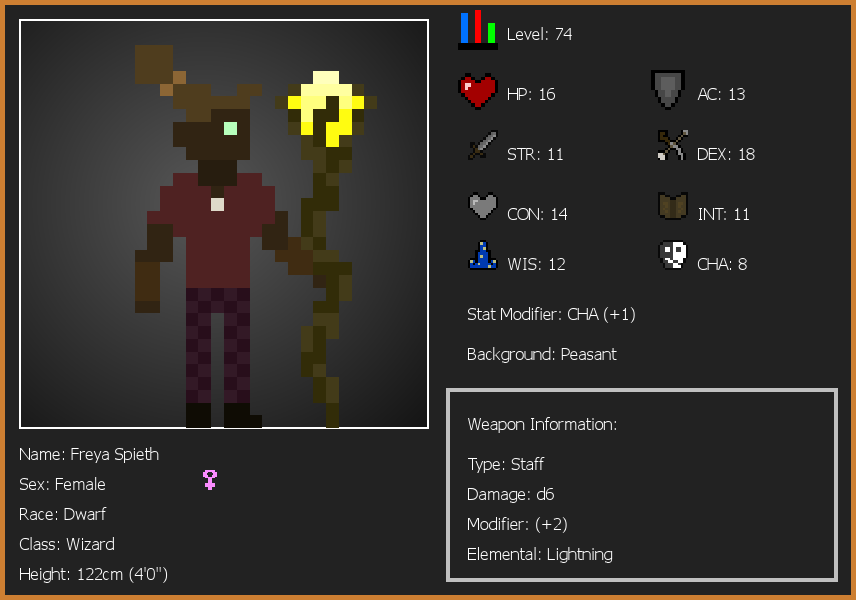 Level: 74
HP: 16
AC: 13
STR: 11
DEX: 18
CON: 14
INT: 11
WIS: 12
CHA: 8
Stat Modifier: CHA (+1)
Background: Peasant
Weapon Information:
Type: Staff
Damage: d6
Modifier: (+2)
Elemental: Lightning
Name: Freya Spieth
Sex: Female
Race: Dwarf
Class: Wizard
Height: 122cm (4'0")